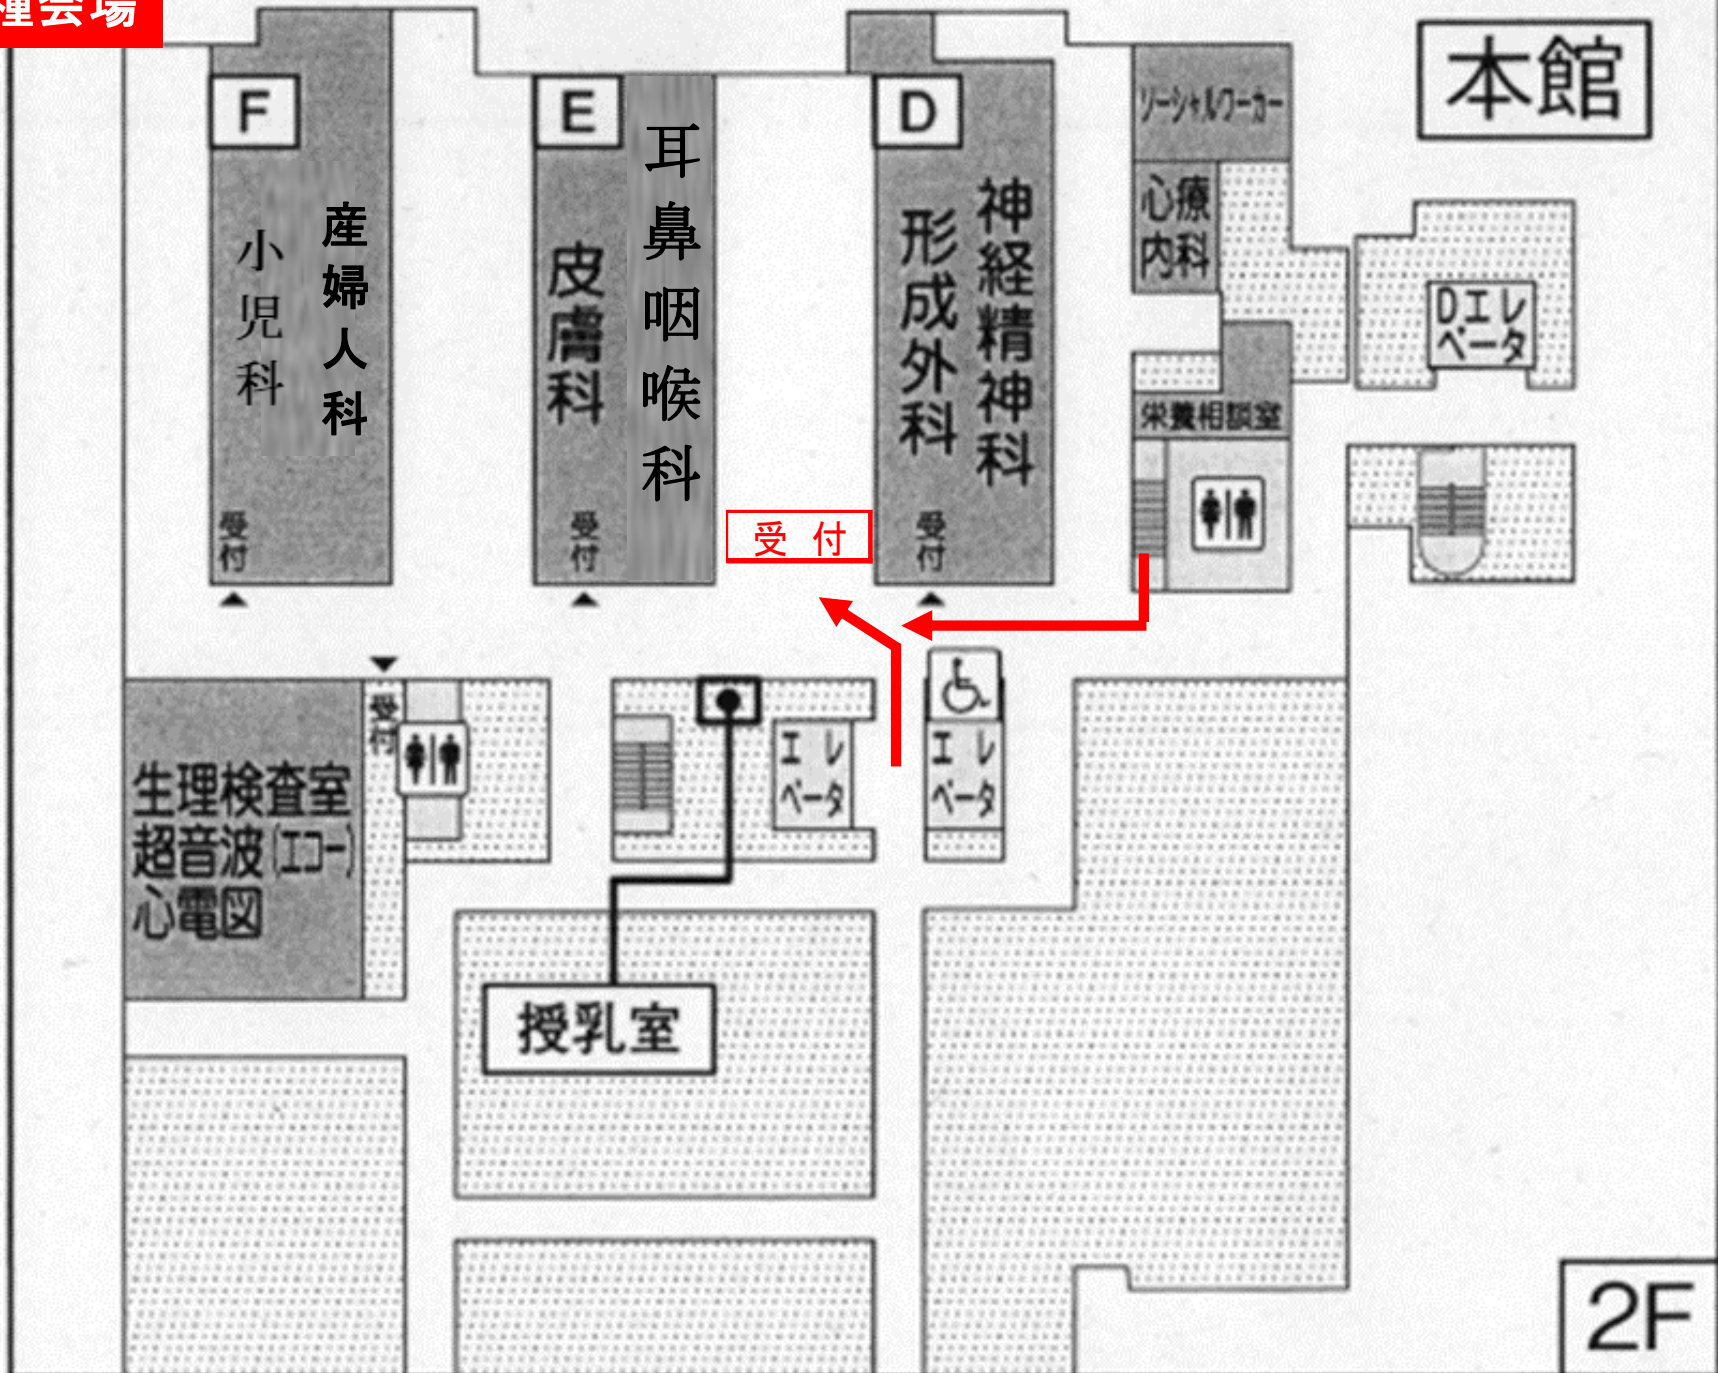 種会場
本館
F
産婦人科
小児科
受付
E
耳鼻咽喉科
皮膚科
受付
受 付
D
神経精神科
形成外科
受付
ソーシャルワーカー
心療
内科
栄養相談室
Dエレ
ベータ
受付
生理検査室
超音波(エコー)
心電図
エレ
ベータ
エレ
ベータ
授乳室
2F